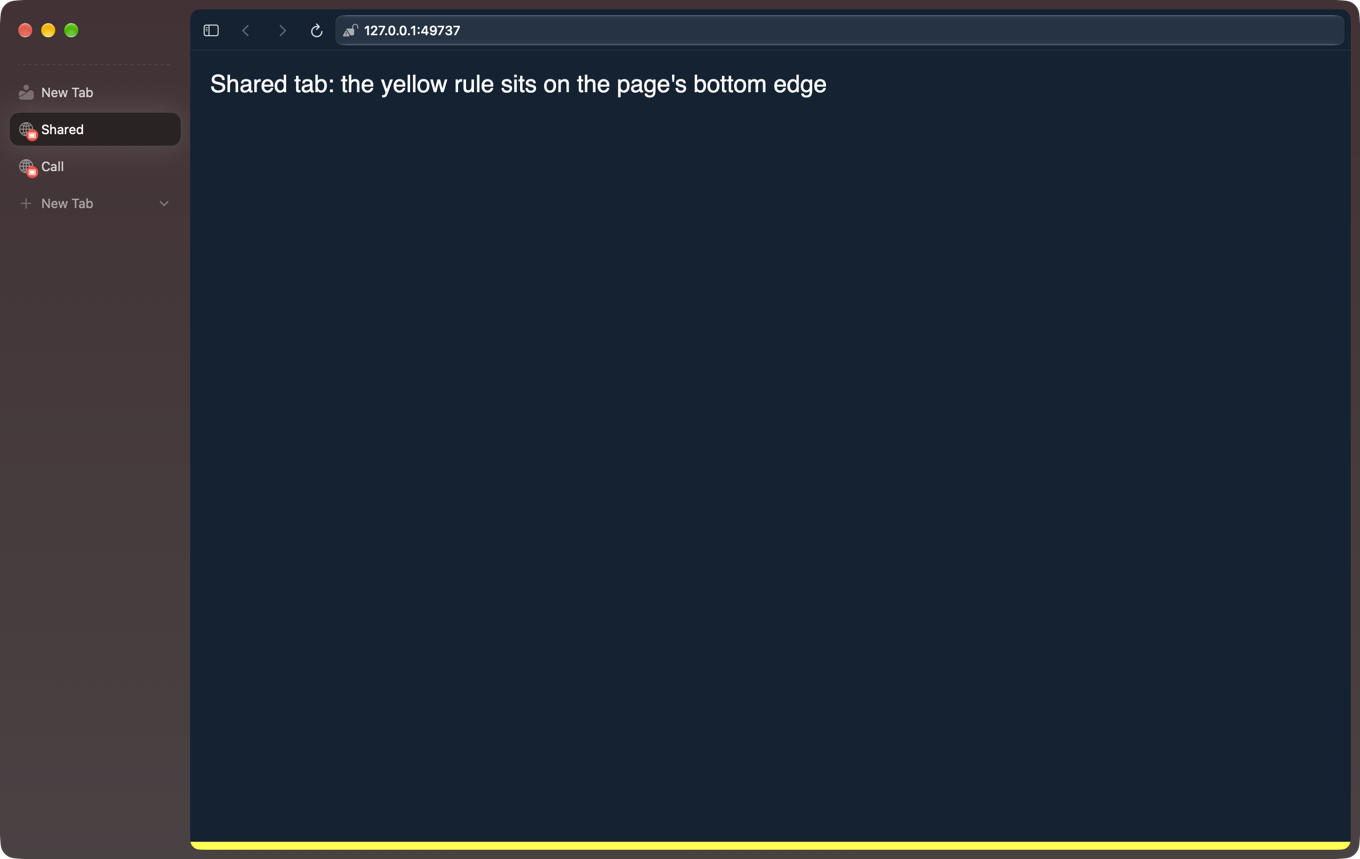 127.0.0.1:49737
New Tab
Shared
Call
New Tab
Shared tab: the yellow rule sits on the page's bottom edge